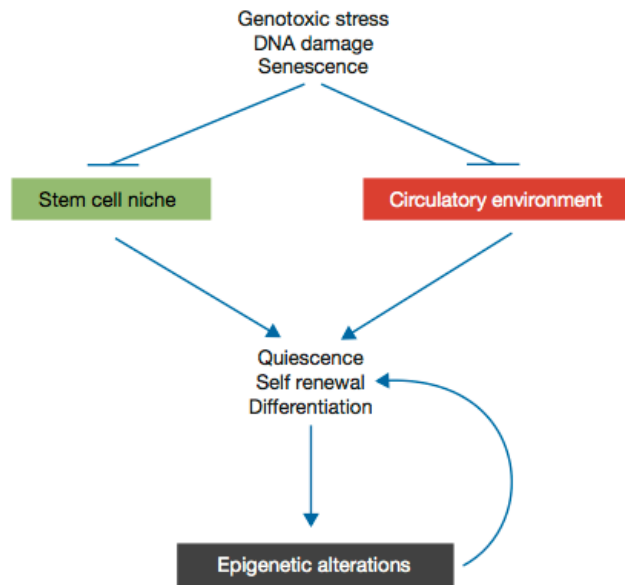 Genotoxic stress
DNA damage
Senescence
Stem cell niche
Circulatory environment
Quiescence
Self renewal
Differentiation
Epigenetic alterations